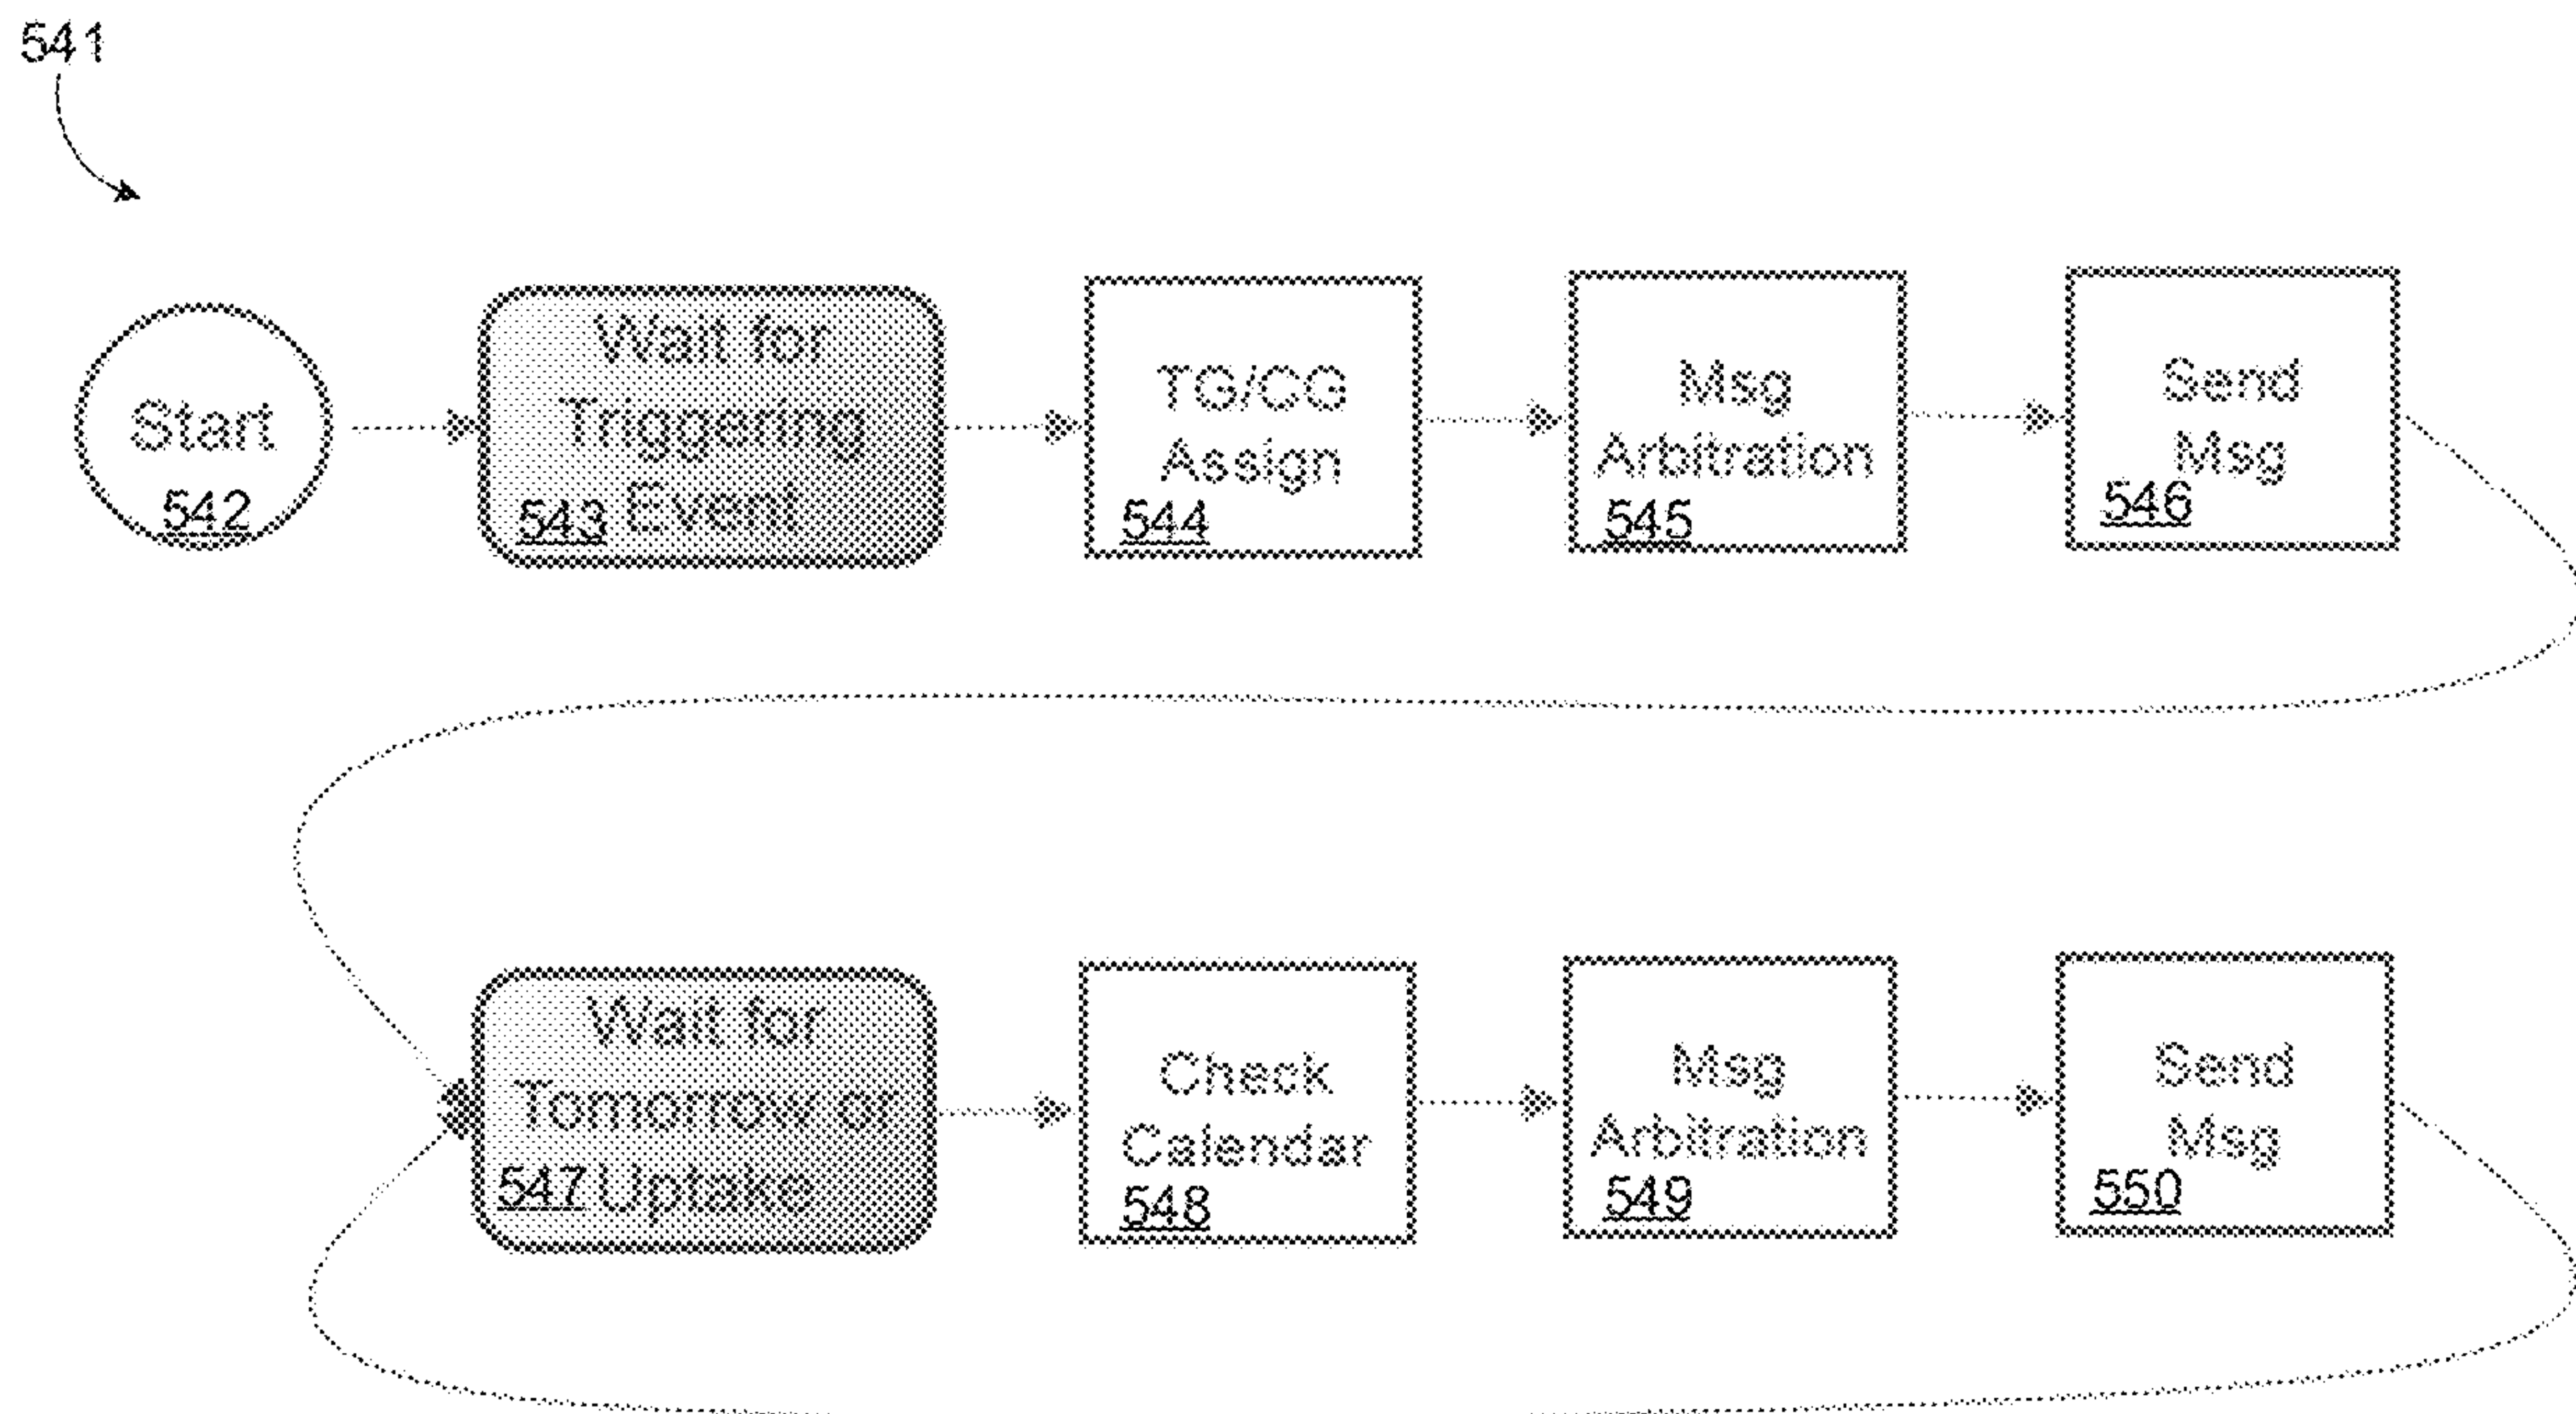 541
Start
542
Wait for
Triggering
543 Event
TG/CG
Assign
544
Msg
Arbitration
545
Send
Msg
546
Wait for
Tomorrow or
547 Uptake
Check
Calendar
548
Msg
Arbitration
549
Send
Msg
550